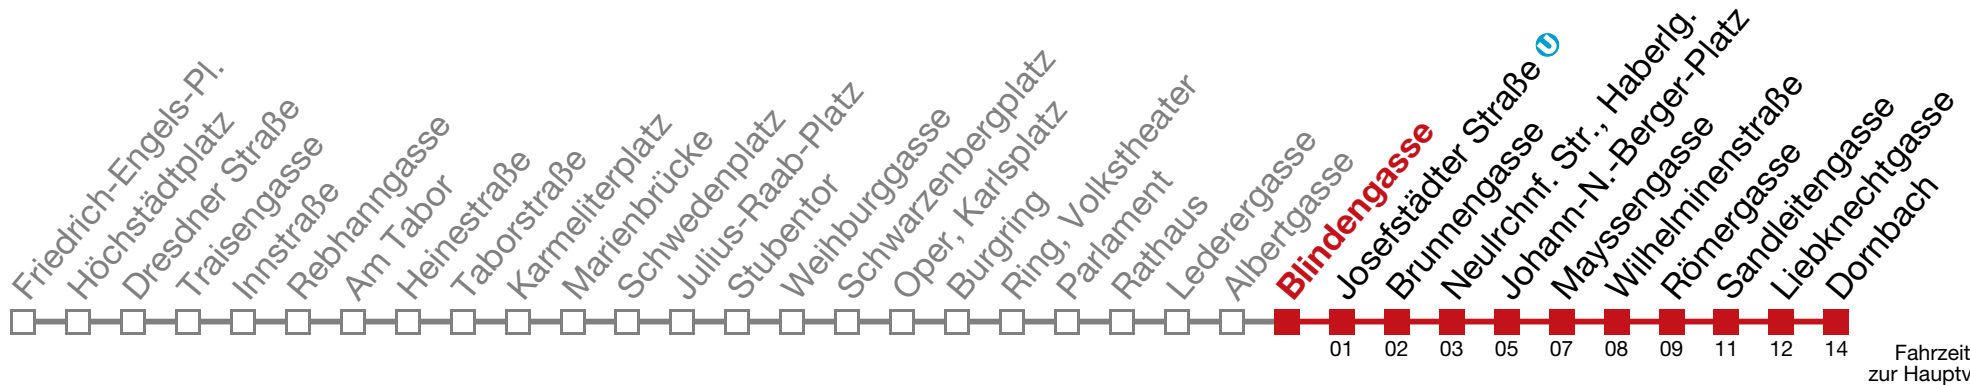 Friedrich-Engels-Pl.
Höchstädtplatz
Dresdner Straße
Traisengasse
Innstraße
Rebhanngasse
Am Tabor
Heinestraße
Taborstraße
Karmeliterplatz
Marienbrücke
Schwedenplatz
Julius-Raab-Platz
Stubentor
Weihburggasse
Schwarzenbergplatz
Oper, Karlsplatz
Burgring
Ring, Volkstheater
Parlament
Rathaus
Lederergasse
Albertgasse
Blindengasse
Josefstädter Straße U
Brunnengasse
Neulrchnf. Str., Haberlg.
Johann-N.-Berger-Platz
Mayssengasse
Wilhelminenstraße
Römergasse
Sandleitengasse
Liebknechtgasse
Dornbach
01 02 03 05 07 08 09 11 12 14
Fahrzeit
zur Hauptv